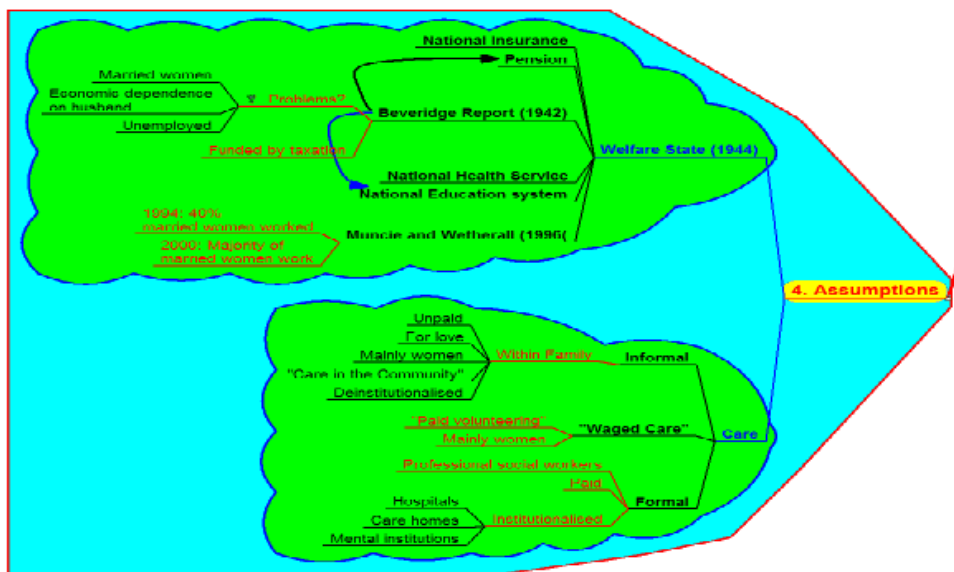 National Insurance
Pension
Married women
Economic dependence
on husband
Unemployed
? Problems?
Beveridge Report (1942)
Funded by taxation
Welfare State (1944)
National Health Service
National Education system
1994: 40%
married women worked
2000: Majority of
married women work
Muncie and Wetherall (1996(
4. Assumptions
Unpaid
For love
Mainly women
"Care in the Community"
Deinstitutionalised
Within Family
Informal
"Paid volunteering"
Mainly women
"Waged Care"
Care
Professional social workers
Paid
Formal
Hospitals
Care homes
Mental institutions
Institutionalised